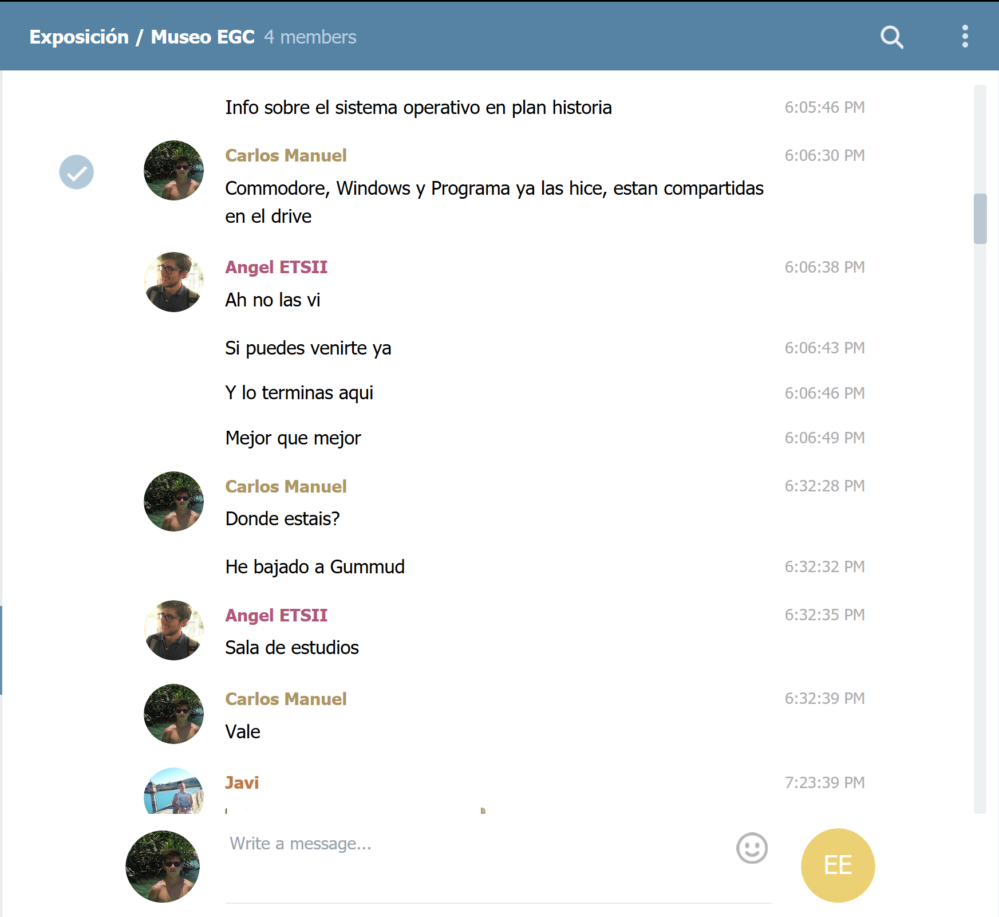 Exposición / Museo EGC 4 members
Info sobre el sistema operativo en plan historia 6:05:46 PM
Carlos Manuel 6:06:30 PM
Commodore, Windows y Programa ya las hice, estan compartidas
en el drive
Angel ETSII 6:06:38 PM
Ah no las vi
Si puedes venirte ya 6:06:43 PM
Y lo terminas aqui 6:06:46 PM
Mejor que mejor 6:06:49 PM
Carlos Manuel 6:32:28 PM
Donde estais?
He bajado a Gummud 6:32:32 PM
Angel ETSII 6:32:35 PM
Sala de estudios
Carlos Manuel 6:32:39 PM
Vale
Javi 7:23:39 PM
Write a message...
EE